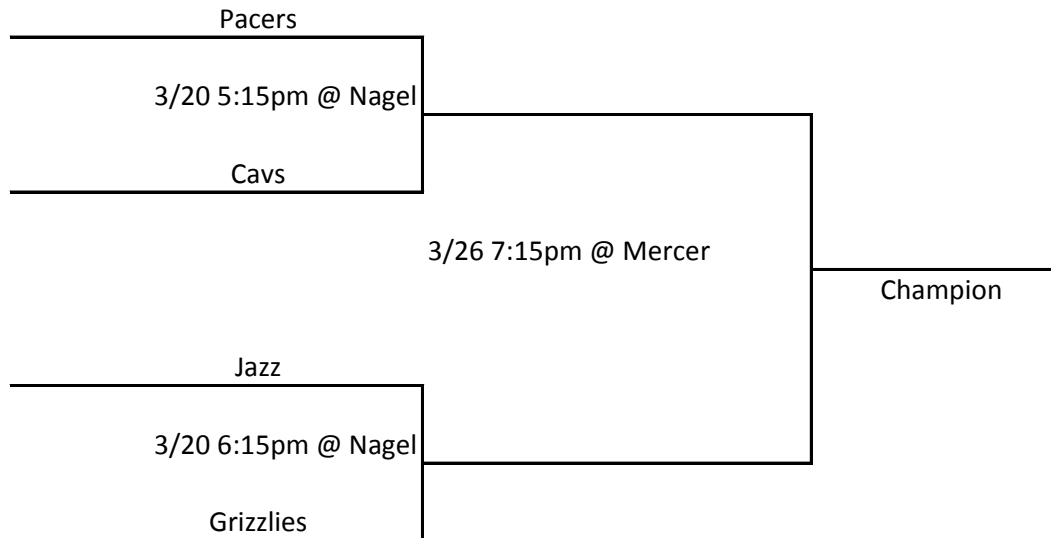 Pacers
3/20 5:15pm @ Nagel
Cavs
3/26 7:15pm @ Mercer
Champion
Jazz
3/20 6:15pm @ Nagel
Grizzlies